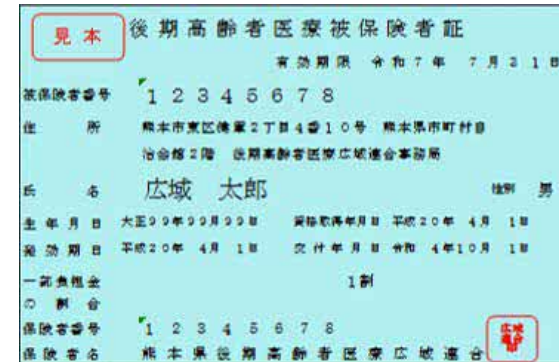 見本
後期高齢者医療被保険者証
有効期限 令和7年 7月31日
被保険者番号 12345678
住所 熊本市東区健軍2丁目4番10号 熊本県市町村自
治会館2階 後期高齢者医療広域連合事務局
氏名 広域 太郎 性別 男
生年月日 大正99年99月99日 資格取得年月日 平成20年 4月 1日
発効期日 平成20年 4月 1日 交付年月日 令和 4年10月 1日
一部負担金 1割
の割合
保険者番号 12345678
保険者名 熊本県後期高齢者医療広域連合